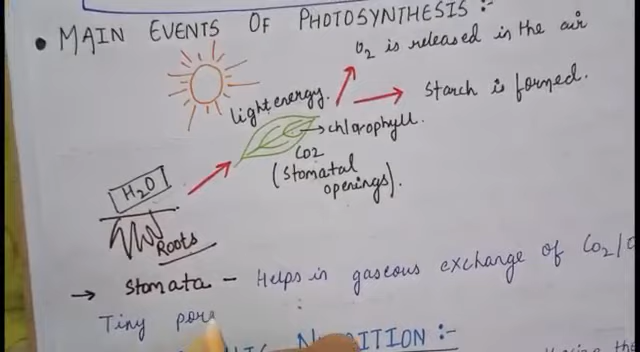 • MAIN EVENTS OF PHOTOSYNTHESIS :-
O2 is released in the air
light energy.
Starch is formed.
chlorophyll.
CO2
(Stomatal
openings).
H2O
Roots
→ Stomata - Helps in gaseous exchange of CO2/
Tiny
NUTRITION :-